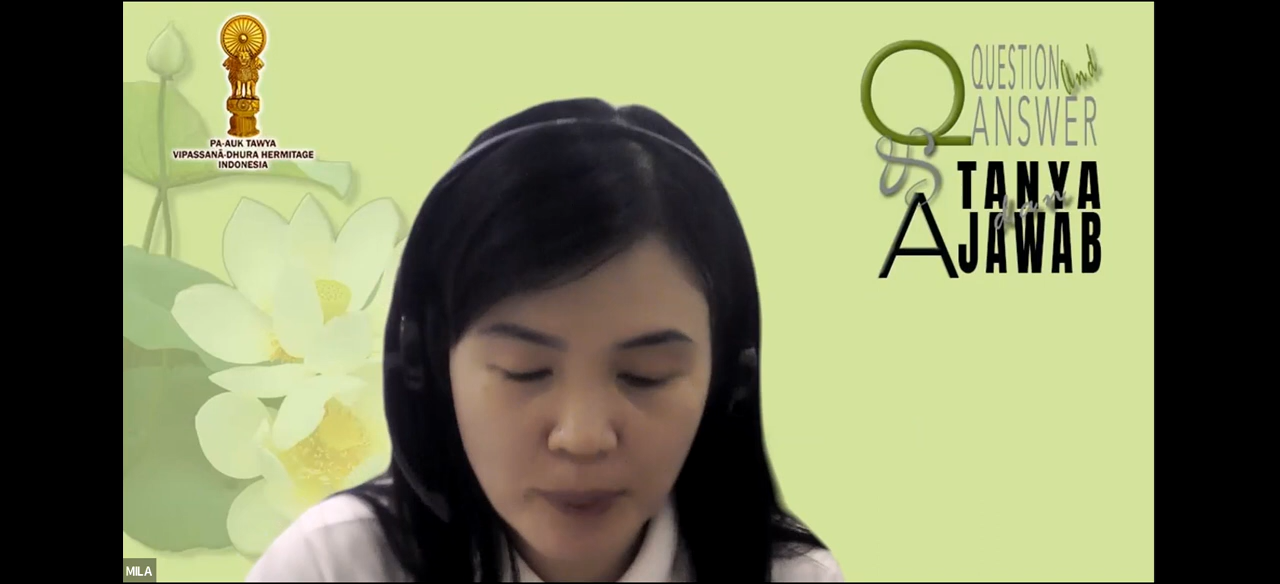 PA-AUK TAWYA
VIPASSANĀ-DHURA HERMITAGE
INDONESIA
QUESTION and
ANSWER
Q
&
A
TANYA
dan
JAWAB
MILA